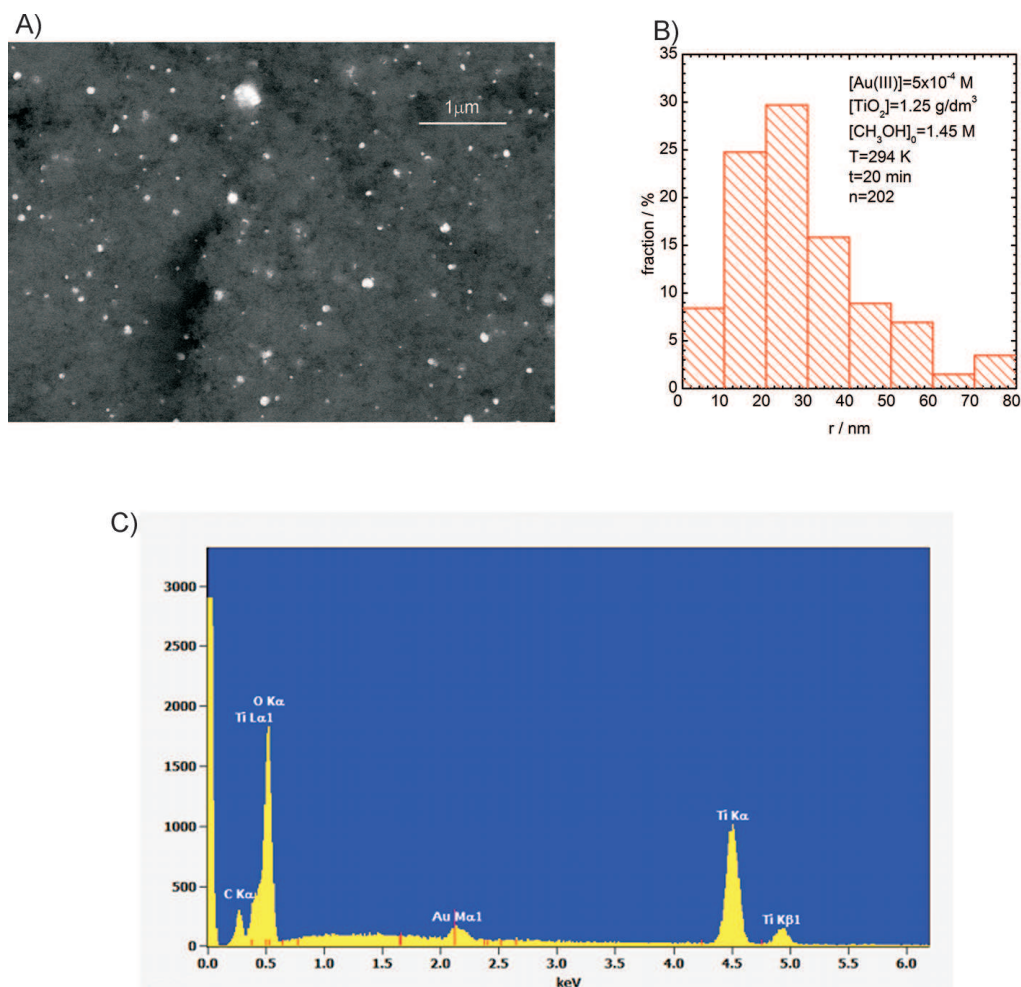 A)
1μm
B)
35
30
25
20
15
10
5
0
fraction / %
[Au(III)]=5x10⁻⁴ M
[TiO₂]=1.25 g/dm³
[CH₃OH]₀=1.45 M
T=294 K
t=20 min
n=202
0 10 20 30 40 50 60 70 80
r / nm
C)
3000
2500
2000
1500
1000
500
0
O Kα
Ti Lα1
C Kα
Au Mα1
Ti Kα
Ti Kβ1
0.0 0.5 1.0 1.5 2.0 2.5 3.0 3.5 4.0 4.5 5.0 5.5 6.0
keV